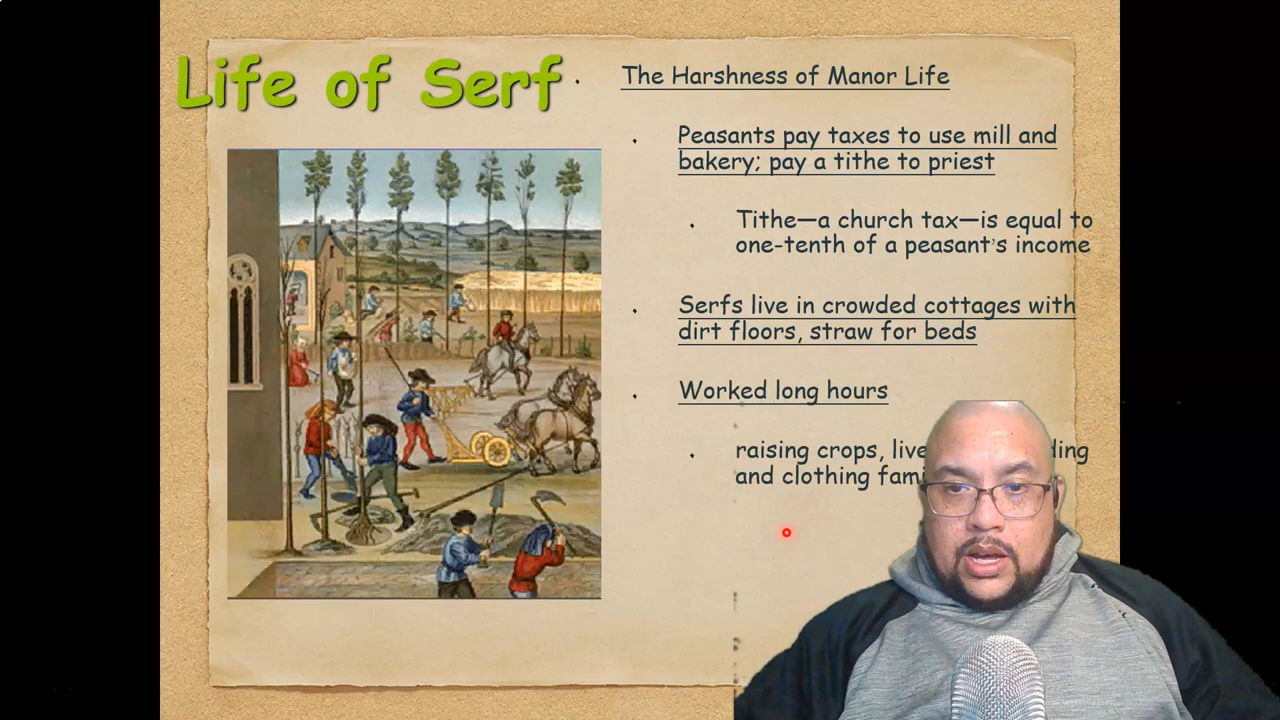 Life of Serf
The Harshness of Manor Life
Peasants pay taxes to use mill and
bakery; pay a tithe to priest
Tithe—a church tax—is equal to
one-tenth of a peasant’s income
Serfs live in crowded cottages with
dirt floors, straw for beds
Worked long hours
raising crops,
and clothing